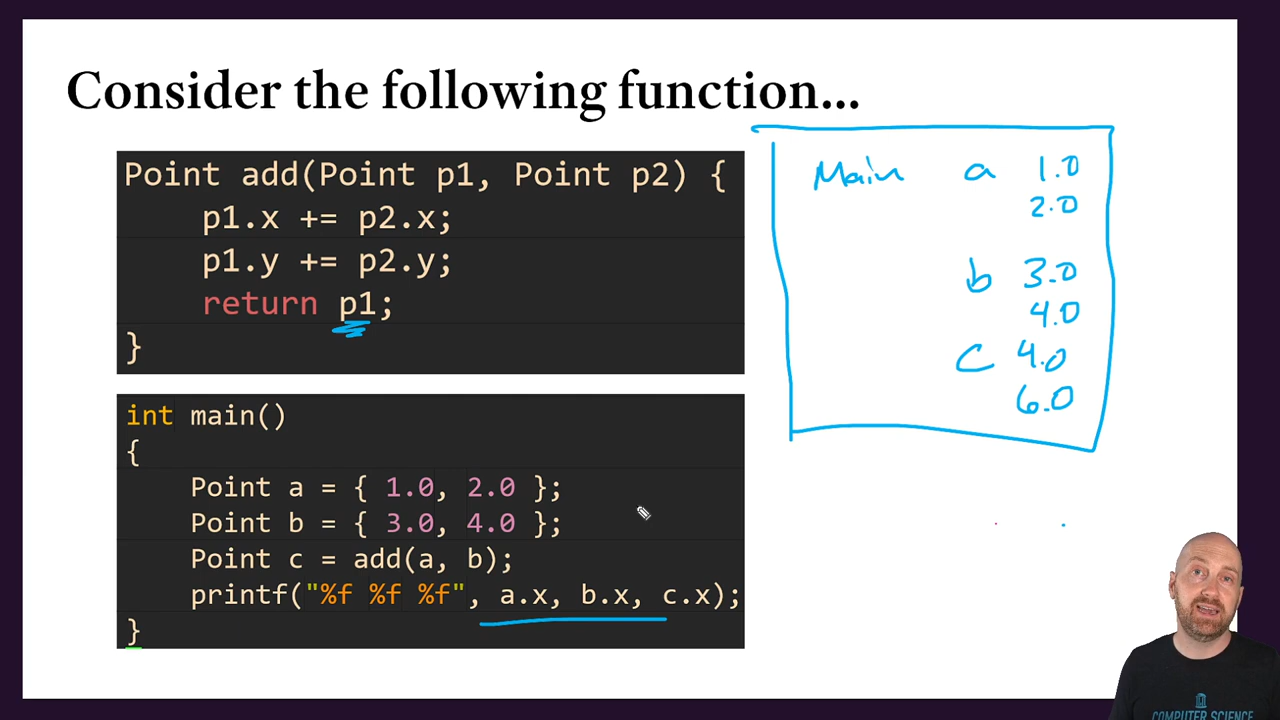 Consider the following function...
Point add(Point p1, Point p2) {
p1.x += p2.x;
p1.y += p2.y;
return p1;
}
int main()
{
Point a = { 1.0, 2.0 };
Point b = { 3.0, 4.0 };
Point c = add(a, b);
printf("%f %f %f", a.x, b.x, c.x);
}
Main a 1.0
2.0
b 3.0
4.0
c 4.0
6.0
COMPUTER SCIENCE